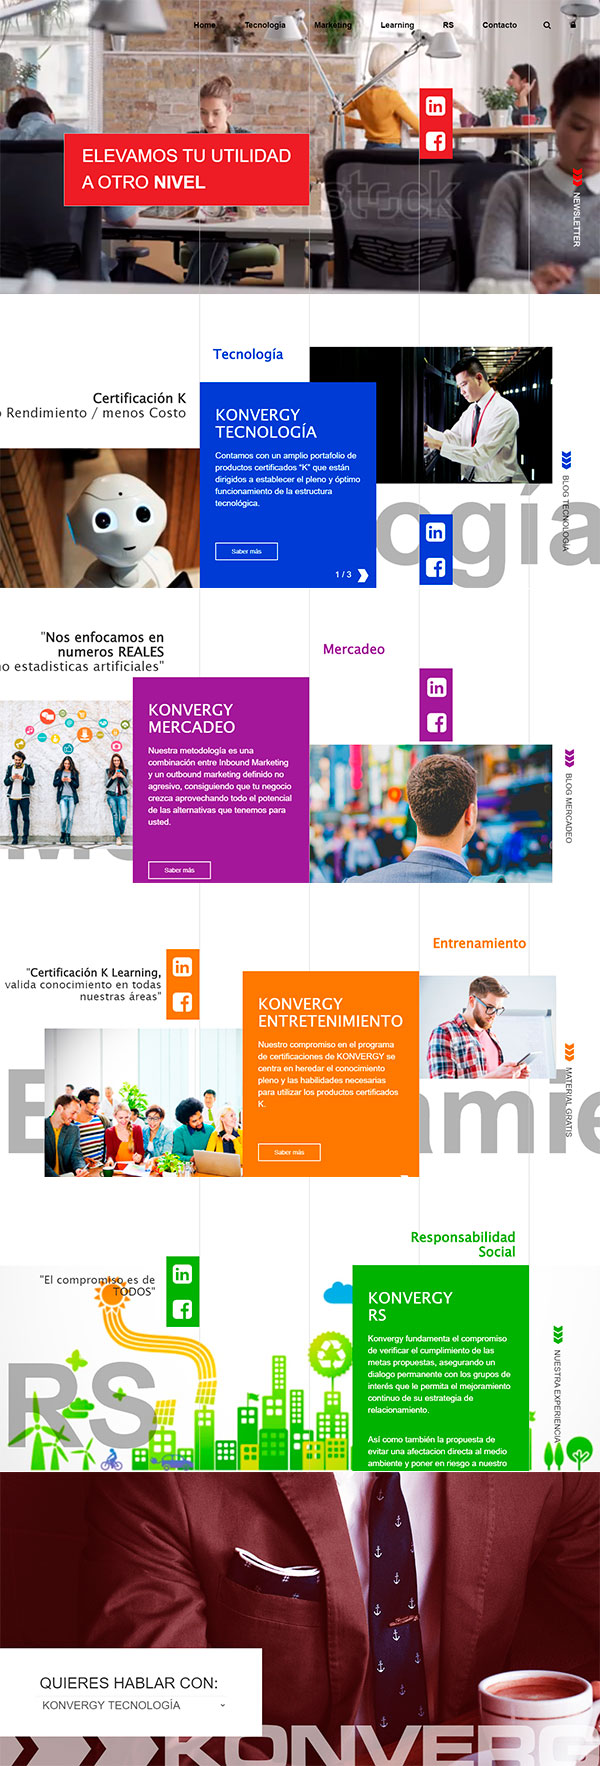 Home Tecnología Marketing Learning RS Contacto
ELEVAMOS TU UTILIDAD
A OTRO NIVEL
NEWSLETTER
Tecnología
Certificación K
Rendimiento / menos Costo
KONVERGY
TECNOLOGÍA
Contamos con un amplio portafolio de
productos certificados "K" que están
dirigidos a establecer el pleno y óptimo
funcionamiento de la estructura
tecnológica.
Saber más
1 / 3
ogía
BLOG TECNOLOGÍA
"Nos enfocamos en
numeros REALES
no estadisticas artificiales"
Mercadeo
KONVERGY
MERCADEO
Nuestra metodología es una
combinación entre Inbound Marketing
y un outbound marketing definido no
agresivo, consiguiendo que tu negocio
crezca aprovechando todo el potencial
de las alternativas que tenemos para
usted.
Saber más
BLOG MERCADEO
Entrenamiento
"Certificación K Learning,
valida conocimiento en todas
nuestras áreas"
KONVERGY
ENTRETENIMIENTO
Nuestro compromiso en el programa
de certificaciones de KONVERGY se
centra en heredar el conocimiento
pleno y las habilidades necesarias
para utilizar los productos certificados
K.
Saber más
E amie
MATERIAL GRATIS
Responsabilidad
Social
"El compromiso es de
TODOS"
KONVERGY
RS
Konvergy fundamenta el compromiso
de verificar el cumplimiento de las
metas propuestas, asegurando un
dialogo permanente con los grupos de
interés que le permita el mejoramiento
continuo de su estrategia de
relacionamiento.
Así como también la propuesta de
evitar una afectacion directa al medio
ambiente y poner en riesgo a nuestro
RS
NUESTRA EXPERIENCIA
QUIERES HABLAR CON:
KONVERGY TECNOLOGÍA
KONVERG